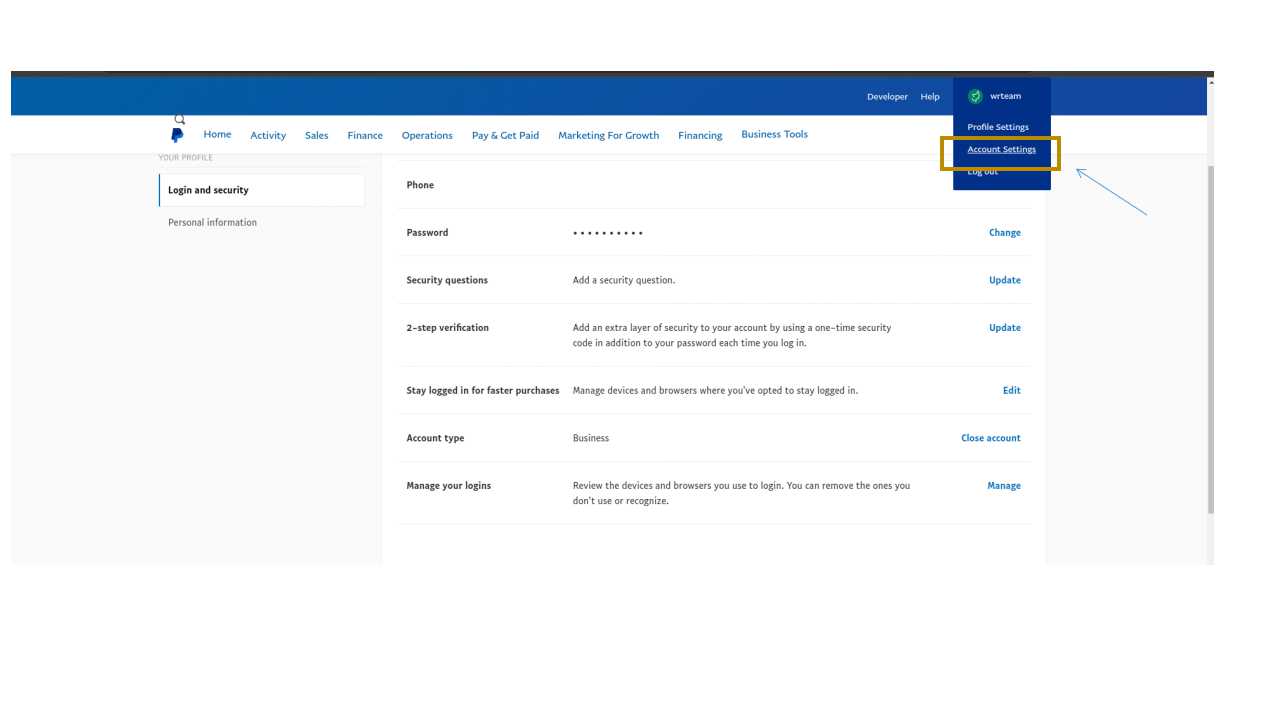 Developer Help wrteam
Profile Settings
Account Settings
Log out
Home Activity Sales Finance Operations Pay & Get Paid Marketing For Growth Financing Business Tools
YOUR PROFILE
Login and security
Personal information
Phone
Password •••••••••• Change
Security questions Add a security question. Update
2-step verification Add an extra layer of security to your account by using a one-time security Update
code in addition to your password each time you log in.
Stay logged in for faster purchases Manage devices and browsers where you've opted to stay logged in. Edit
Account type Business Close account
Manage your logins Review the devices and browsers you use to login. You can remove the ones you Manage
don't use or recognize.